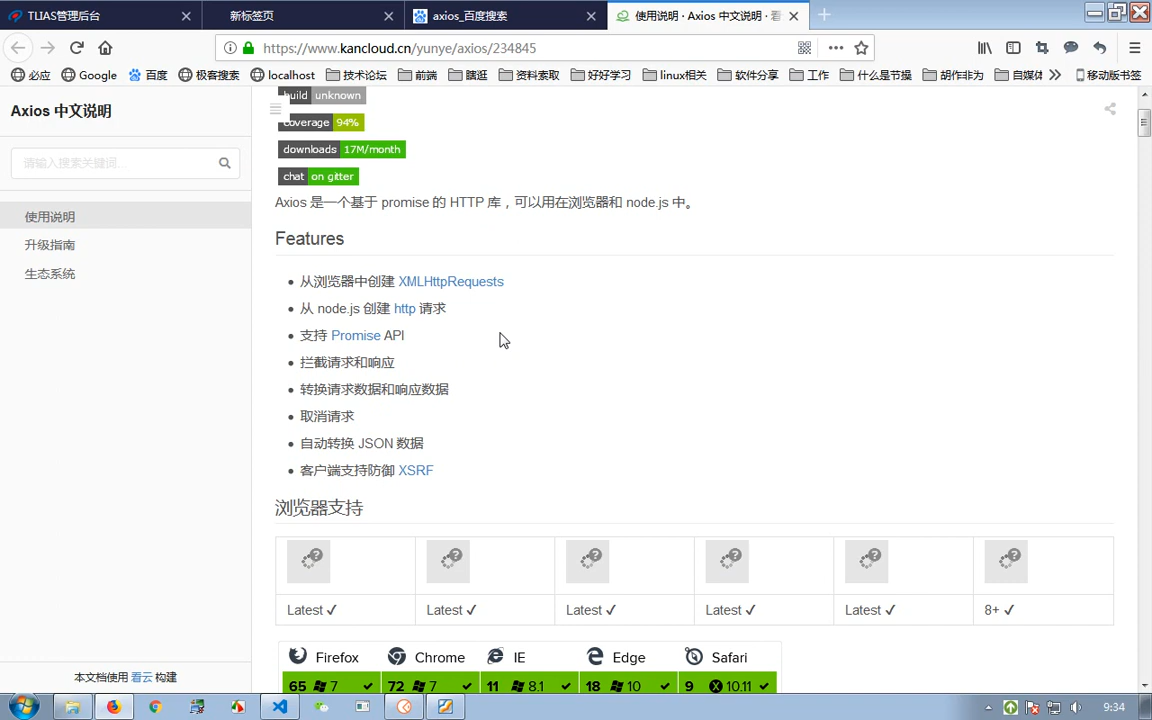 TLIAS管理后台
新标签页
axios_百度搜索
使用说明 · Axios 中文说明 · 看
https://www.kancloud.cn/yunye/axios/234845
必应
Google
百度
极客搜索
localhost
技术论坛
前端
瞎逛
资料索取
好好学习
linux相关
软件分享
工作
什么是节操
胡作非为
自媒体
移动版书签
Axios 中文说明
请输入搜索关键词...
使用说明
升级指南
生态系统
本文档使用 看云 构建
build unknown
coverage 94%
downloads 17M/month
chat on gitter
Axios 是一个基于 promise 的 HTTP 库，可以用在浏览器和 node.js 中。
Features
从浏览器中创建 XMLHttpRequests
从 node.js 创建 http 请求
支持 Promise API
拦截请求和响应
转换请求数据和响应数据
取消请求
自动转换 JSON 数据
客户端支持防御 XSRF
浏览器支持
Latest ✔ Latest ✔ Latest ✔ Latest ✔ Latest ✔ 8+ ✔
Firefox Chrome IE Edge Safari
65 7 ✔ 72 7 ✔ 11 8.1 ✔ 18 10 ✔ 9 10.11 ✔
9:34